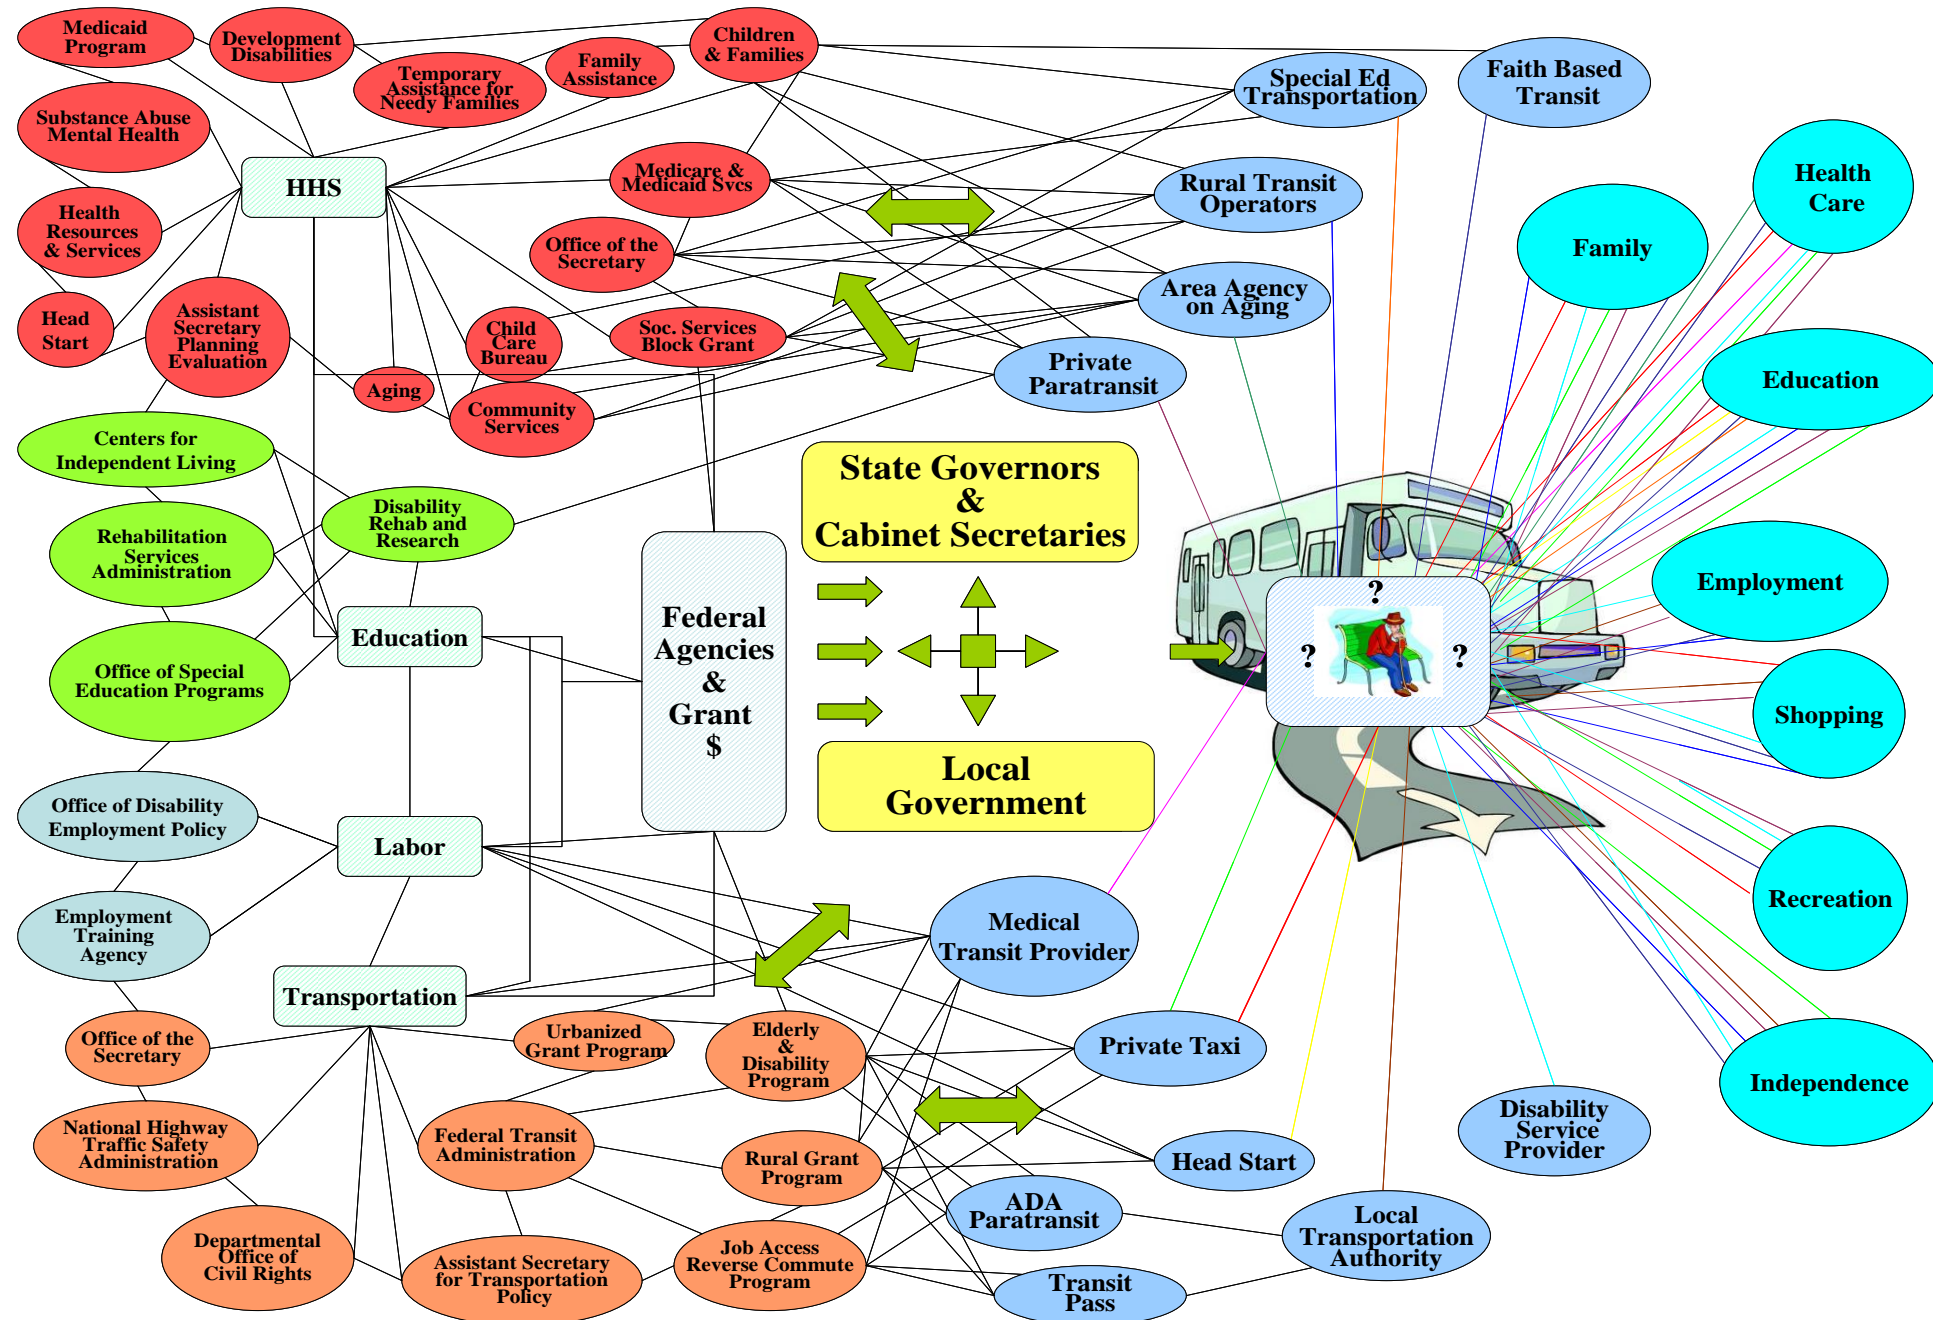 Medicaid
Program
Development
Disabilities
Temporary
Assistance for
Needy Families
Family
Assistance
Children
& Families
Special Ed
Transportation
Faith Based
Transit
Substance Abuse
Mental Health
HHS
Medicare &
Medicaid Svcs
Rural Transit
Operators
Health
Care
Family
Health
Resources
& Services
Office of the
Secretary
Area Agency
on Aging
Head
Start
Assistant
Secretary
Planning
Evaluation
Child
Care
Bureau
Soc. Services
Block Grant
Private
Paratransit
Education
Aging
Community
Services
Centers for
Independent Living
State Governors
&
Cabinet Secretaries
Disability
Rehab and
Research
Rehabilitation
Services
Administration
Employment
Education
Federal
Agencies
&
Grant
$
?
?
?
Office of Special
Education Programs
Shopping
Local
Government
Office of Disability
Employment Policy
Labor
Recreation
Employment
Training
Agency
Medical
Transit Provider
Transportation
Office of the
Secretary
Urbanized
Grant Program
Elderly
&
Disability
Program
Private Taxi
Independence
National Highway
Traffic Safety
Administration
Federal Transit
Administration
Rural Grant
Program
Head Start
Disability
Service
Provider
ADA
Paratransit
Departmental
Office of
Civil Rights
Assistant Secretary
for Transportation
Policy
Job Access
Reverse Commute
Program
Transit
Pass
Local
Transportation
Authority